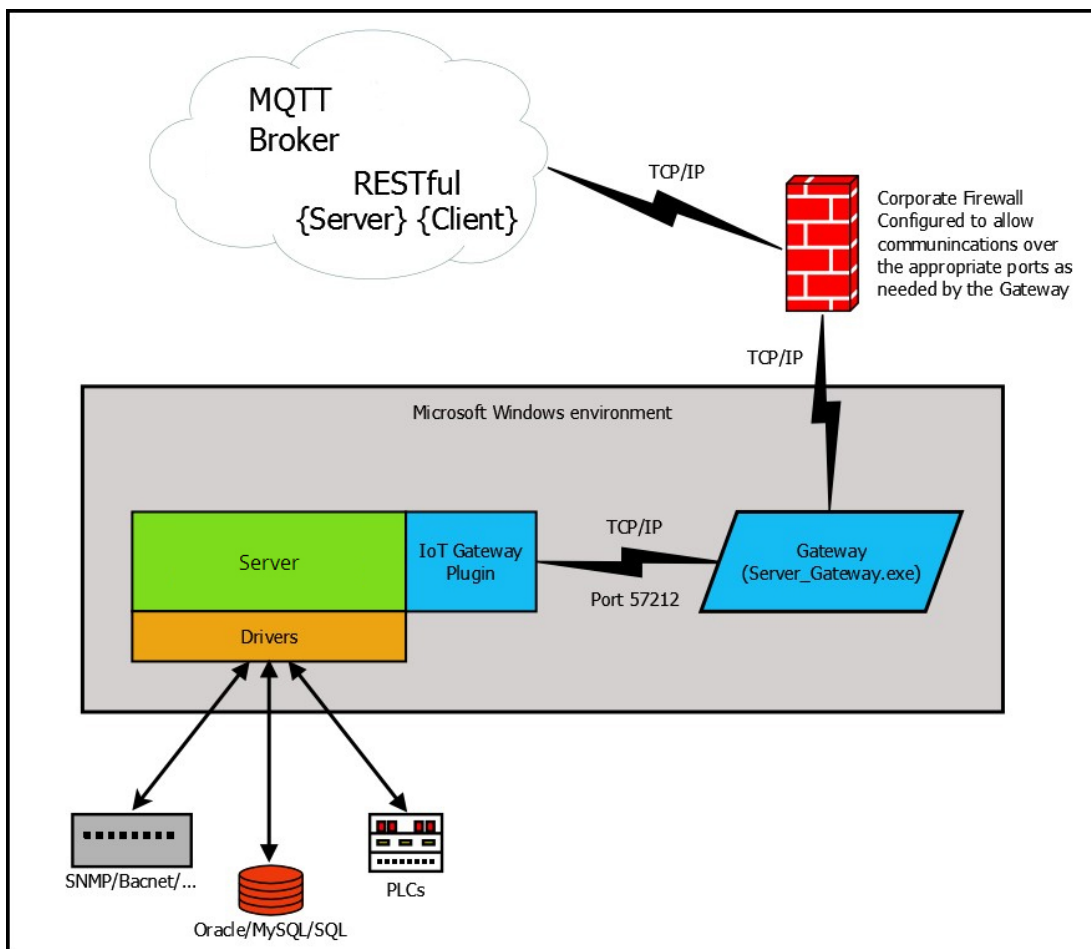 MQTT
Broker
RESTful
{Server} {Client}
TCP/IP
Corporate Firewall
Configured to allow
communincations over
the appropriate ports as
needed by the Gateway
TCP/IP
Microsoft Windows environment
Server
IoT Gateway
Plugin
TCP/IP
Port 57212
Gateway
(Server_Gateway.exe)
Drivers
SNMP/Bacnet/...
Oracle/MySQL/SQL
PLCs